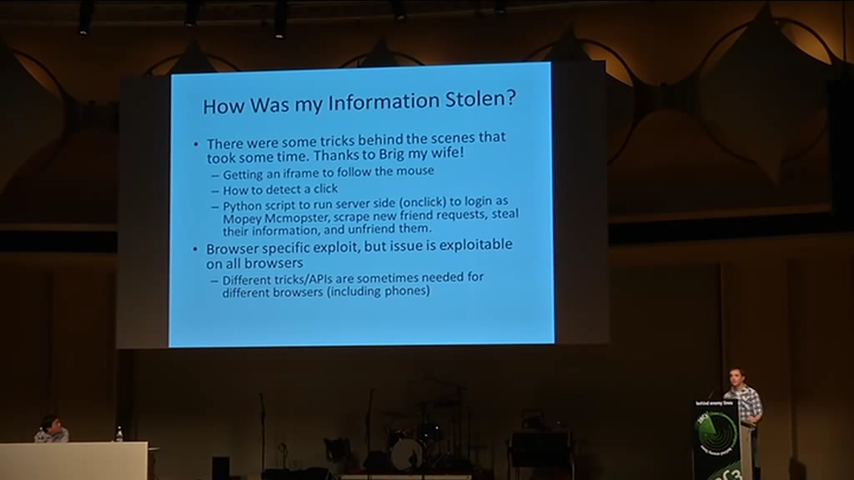 How Was my Information Stolen?
• There were some tricks behind the scenes that
took some time. Thanks to Brig my wife!
– Getting an iframe to follow the mouse
– How to detect a click
– Python script to run server side (onclick) to login as
Mopey Mcmopster, scrape new friend requests, steal
their information, and unfriend them.
• Browser specific exploit, but issue is exploitable
on all browsers
– Different tricks/APIs are sometimes needed for
different browsers (including phones)
behind enemy lines